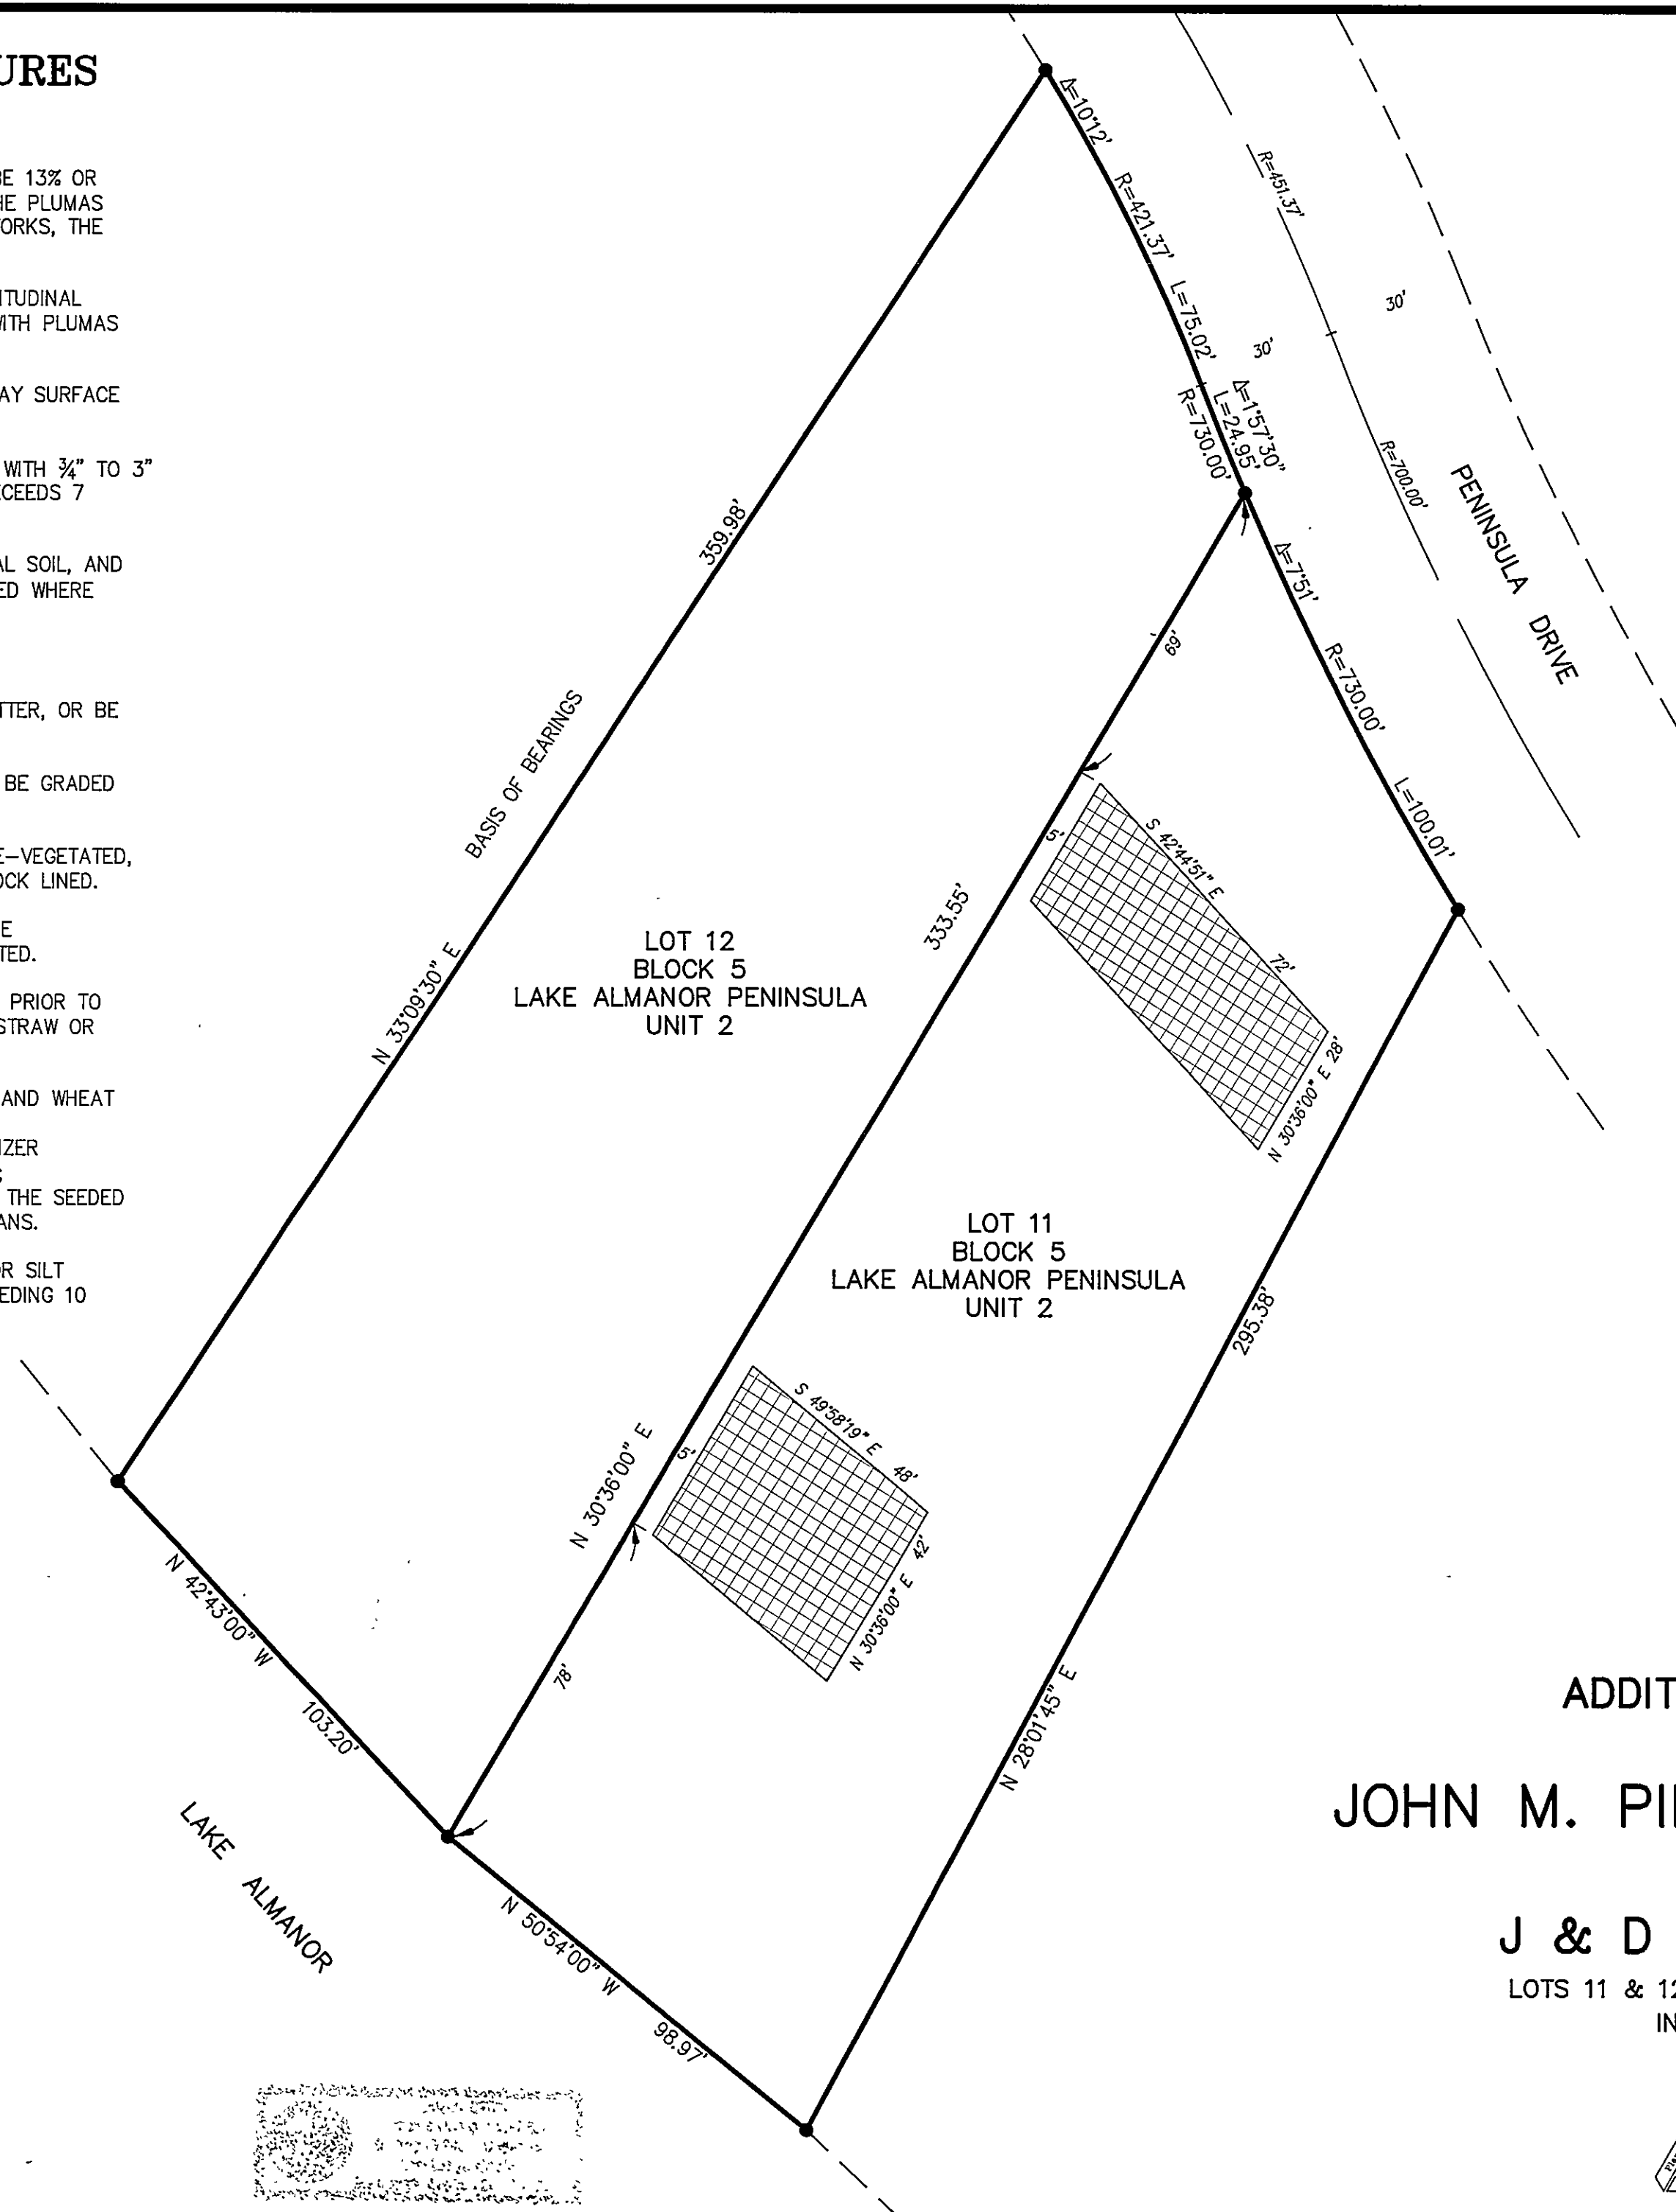 URES
BE 13% OR
HE PLUMAS
ORKS, THE
ITUDINAL
WITH PLUMAS
AY SURFACE
WITH ¾" TO 3"
CEEDS 7
AL SOIL, AND
ED WHERE
TTER, OR BE
BE GRADED
E-VEGETATED,
OCK LINED.
E
TED.
PRIOR TO
STRAW OR
AND WHEAT
IZER
THE SEEDED
ANS.
OR SILT
EEDING 10
Δ=10°12'
R=421.37'
L=75.02'
R=451.37'
30'
30'
Δ=1°57'30"
L=24.95'
R=730.00'
R=700.00'
PENINSULA DRIVE
Δ=7°51'
R=730.00'
L=100.01'
359.98'
BASIS OF BEARINGS
N 33°09'30" E
69'
5'
S 42°44'51" E
72'
N 30°36'00" E 28'
333.55'
LOT 12
BLOCK 5
LAKE ALMANOR PENINSULA
UNIT 2
LOT 11
BLOCK 5
LAKE ALMANOR PENINSULA
UNIT 2
295.38'
N 30°36'00" E
5'
S 49°58'19" E 48'
N 30°36'00" E 42'
78'
N 28°01'45" E
N 42°43'00" W
103.20'
LAKE ALMANOR
N 50°54'00" W
98.97'
ADDIT
JOHN M. PI
J & D
LOTS 11 & 12
IN